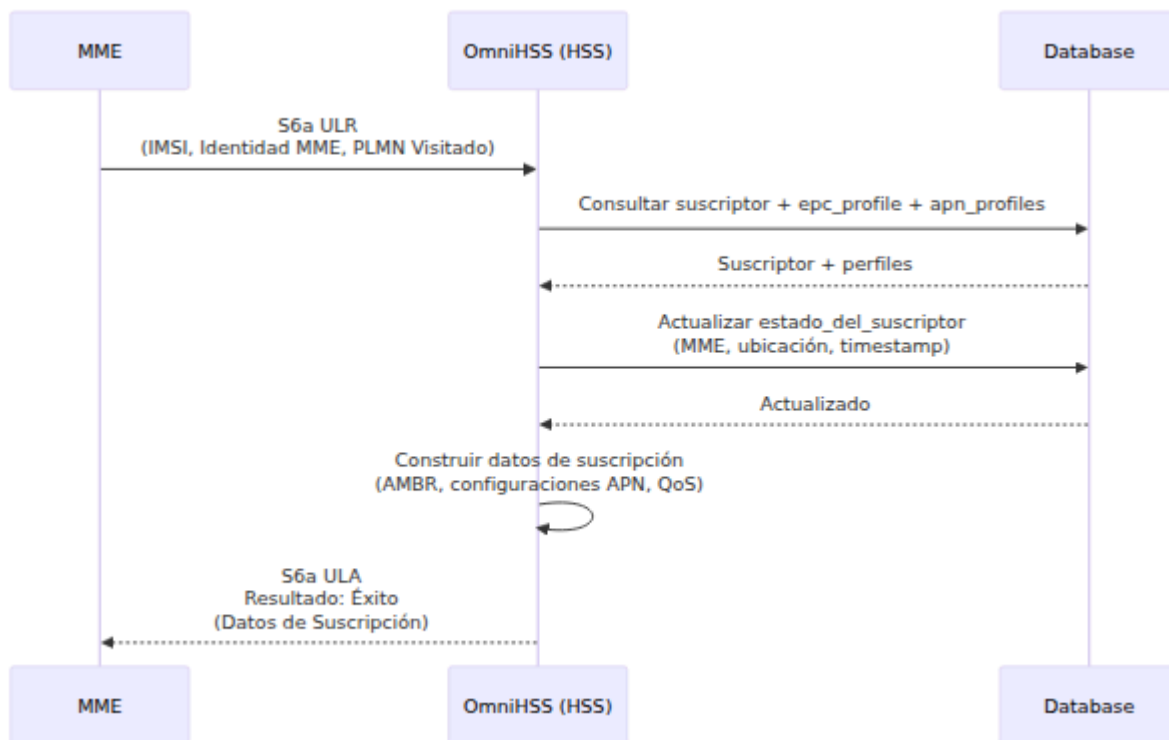 MME
OmniHSS (HSS)
Database
S6a ULR
(IMSI, Identidad MME, PLMN Visitado)
Consultar suscriptor + epc_profile + apn_profiles
Suscriptor + perfiles
Actualizar estado_del_suscriptor
(MME, ubicación, timestamp)
Actualizado
Construir datos de suscripción
(AMBR, configuraciones APN, QoS)
S6a ULA
Resultado: Éxito
(Datos de Suscripción)
MME
OmniHSS (HSS)
Database